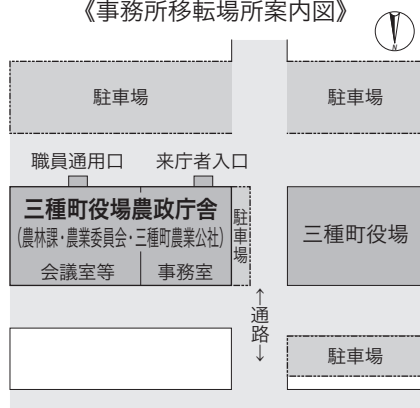 《事務所移転場所案内図》
N
駐車場
駐車場
職員通用口
来庁者入口
三種町役場農政庁舎
(農林課・農業委員会・三種町農業公社)
会議室等
事務室
駐車場
三種町役場
←通路→
駐車場